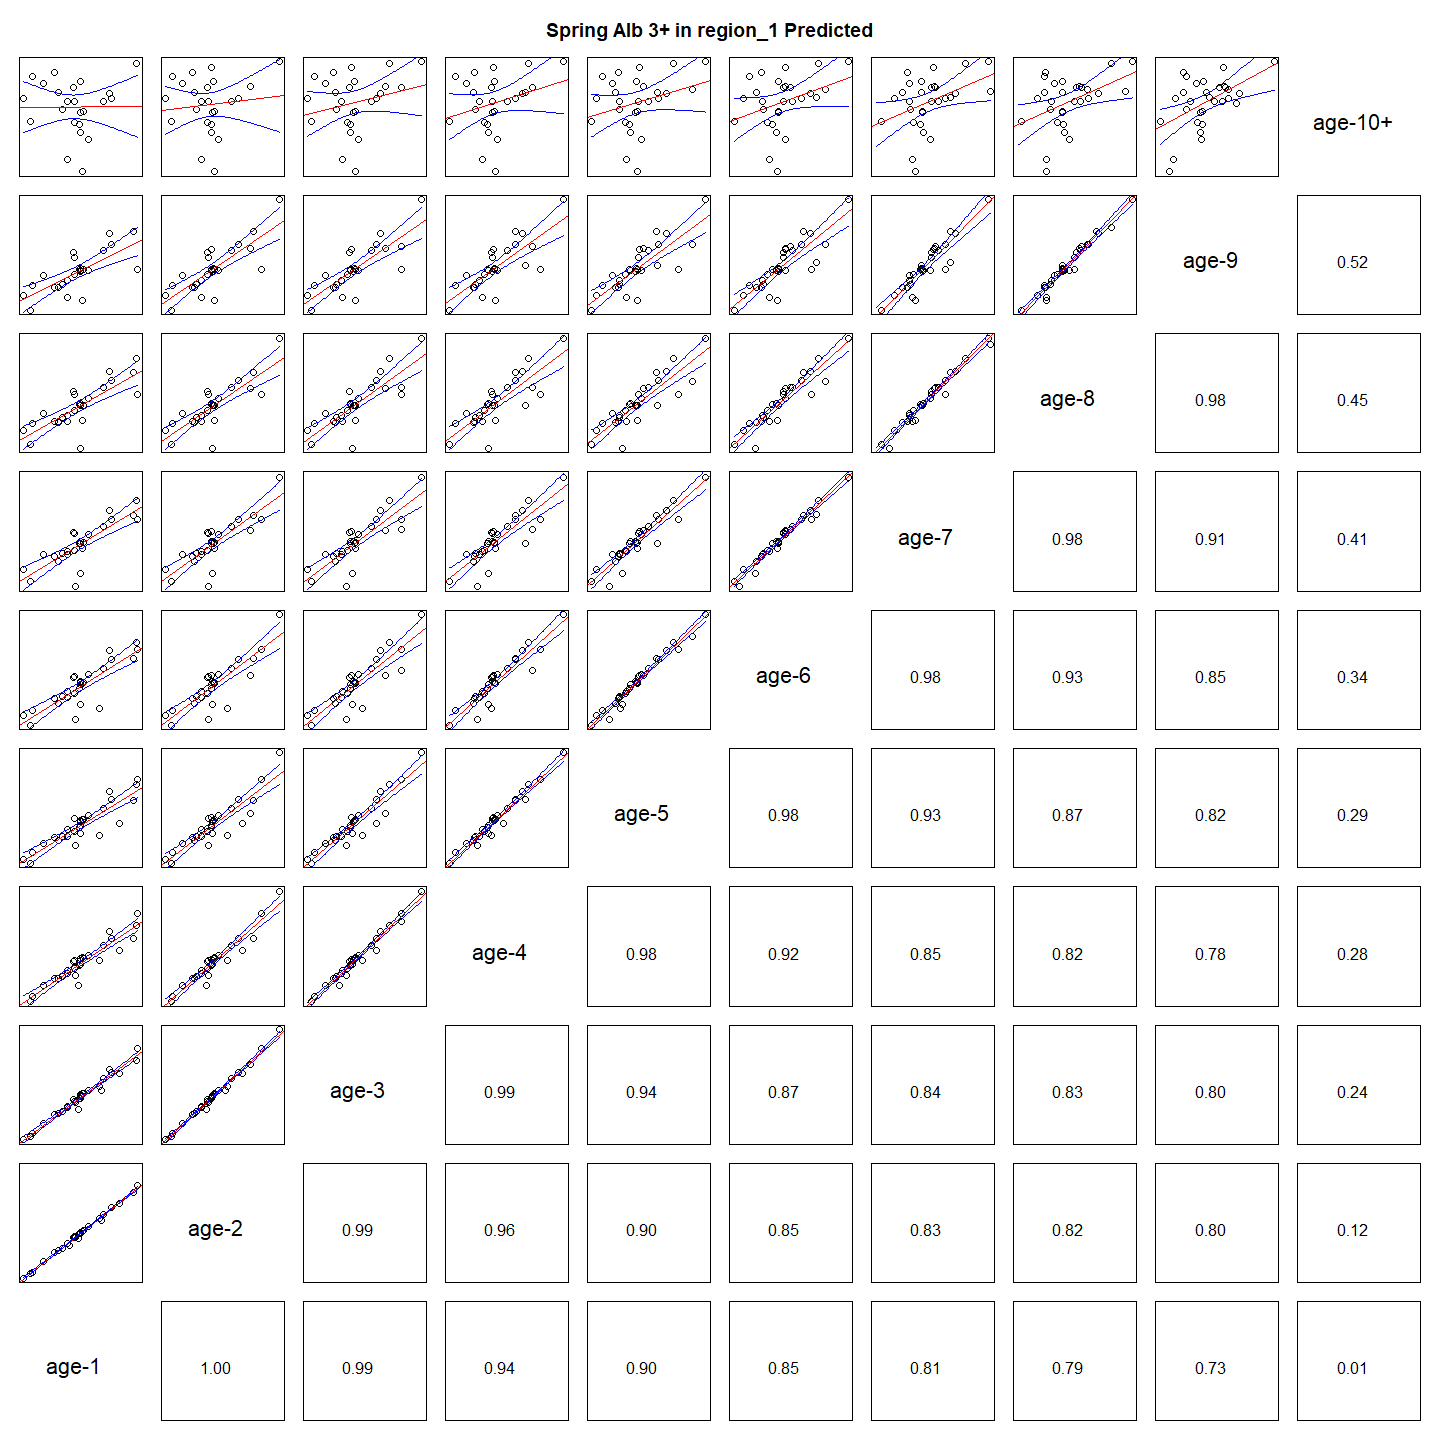 Spring Alb 3+ in region_1 Predicted
age-10+
age-9 0.52
age-8 0.98 0.45
age-7 0.98 0.91 0.41
age-6 0.98 0.93 0.85 0.34
age-5 0.98 0.93 0.87 0.82 0.29
age-4 0.98 0.92 0.85 0.82 0.78 0.28
age-3 0.99 0.94 0.87 0.84 0.83 0.80 0.24
age-2 0.99 0.96 0.90 0.85 0.83 0.82 0.80 0.12
age-1 1.00 0.99 0.94 0.90 0.85 0.81 0.79 0.73 0.01